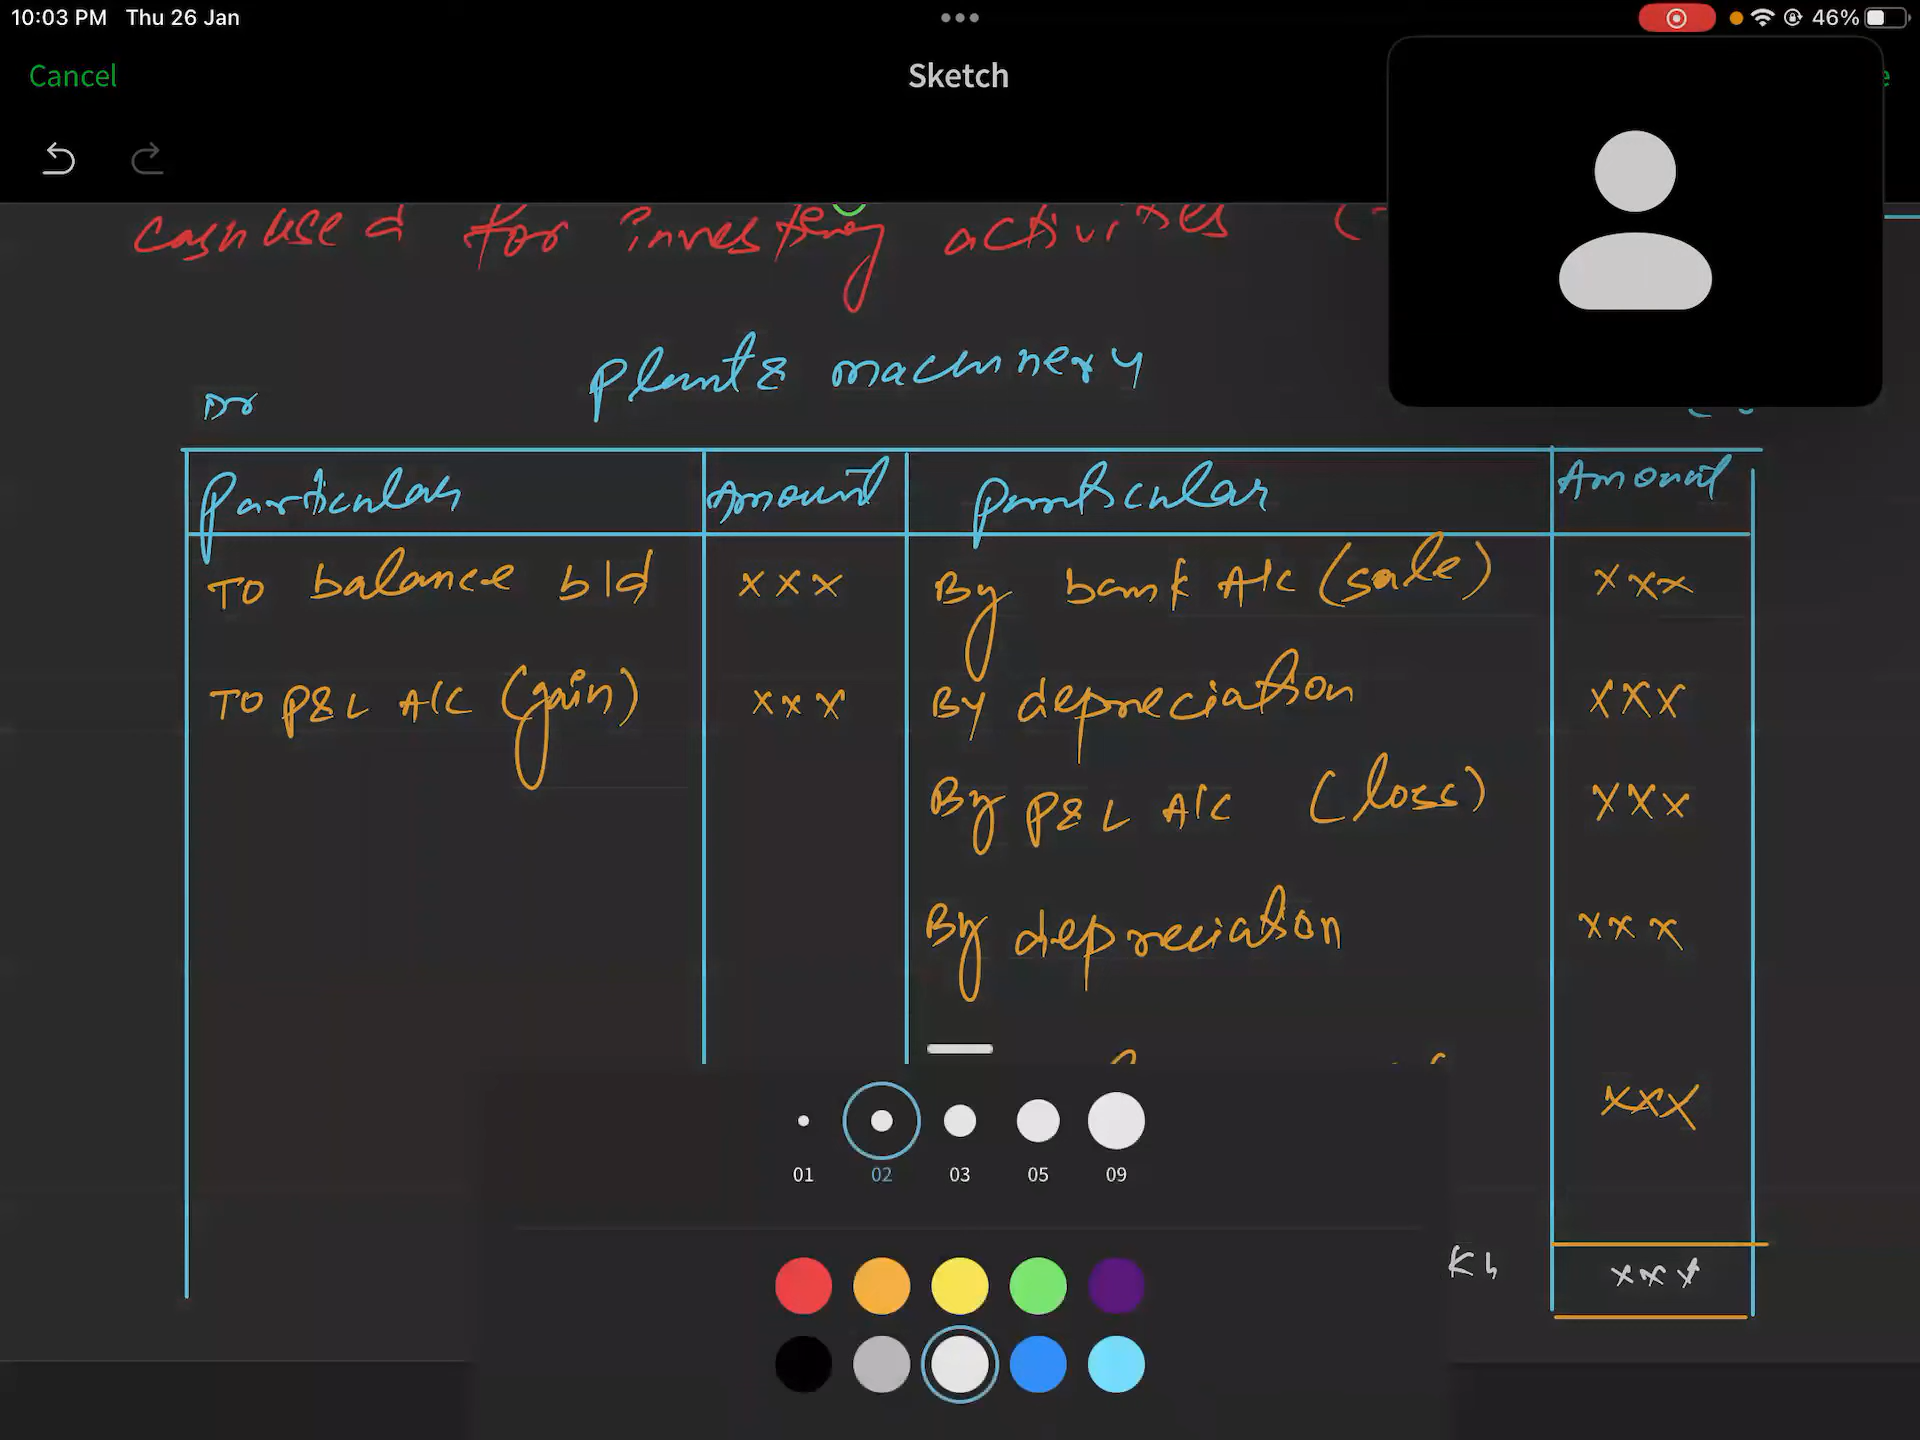 10:03 PM Thu 26 Jan
46%
Cancel
Sketch
cash used for investing activities (-
Plant & machinery
Dr
Particular Amount Particular Amount
To balance b/d xxx By bank A/c (sale) xxx
To P&L A/c (gain) xxx By depreciation xxx
By P&L A/c (loss) xxx
By depreciation xxx
xxx
01 02 03 05 09
xxx